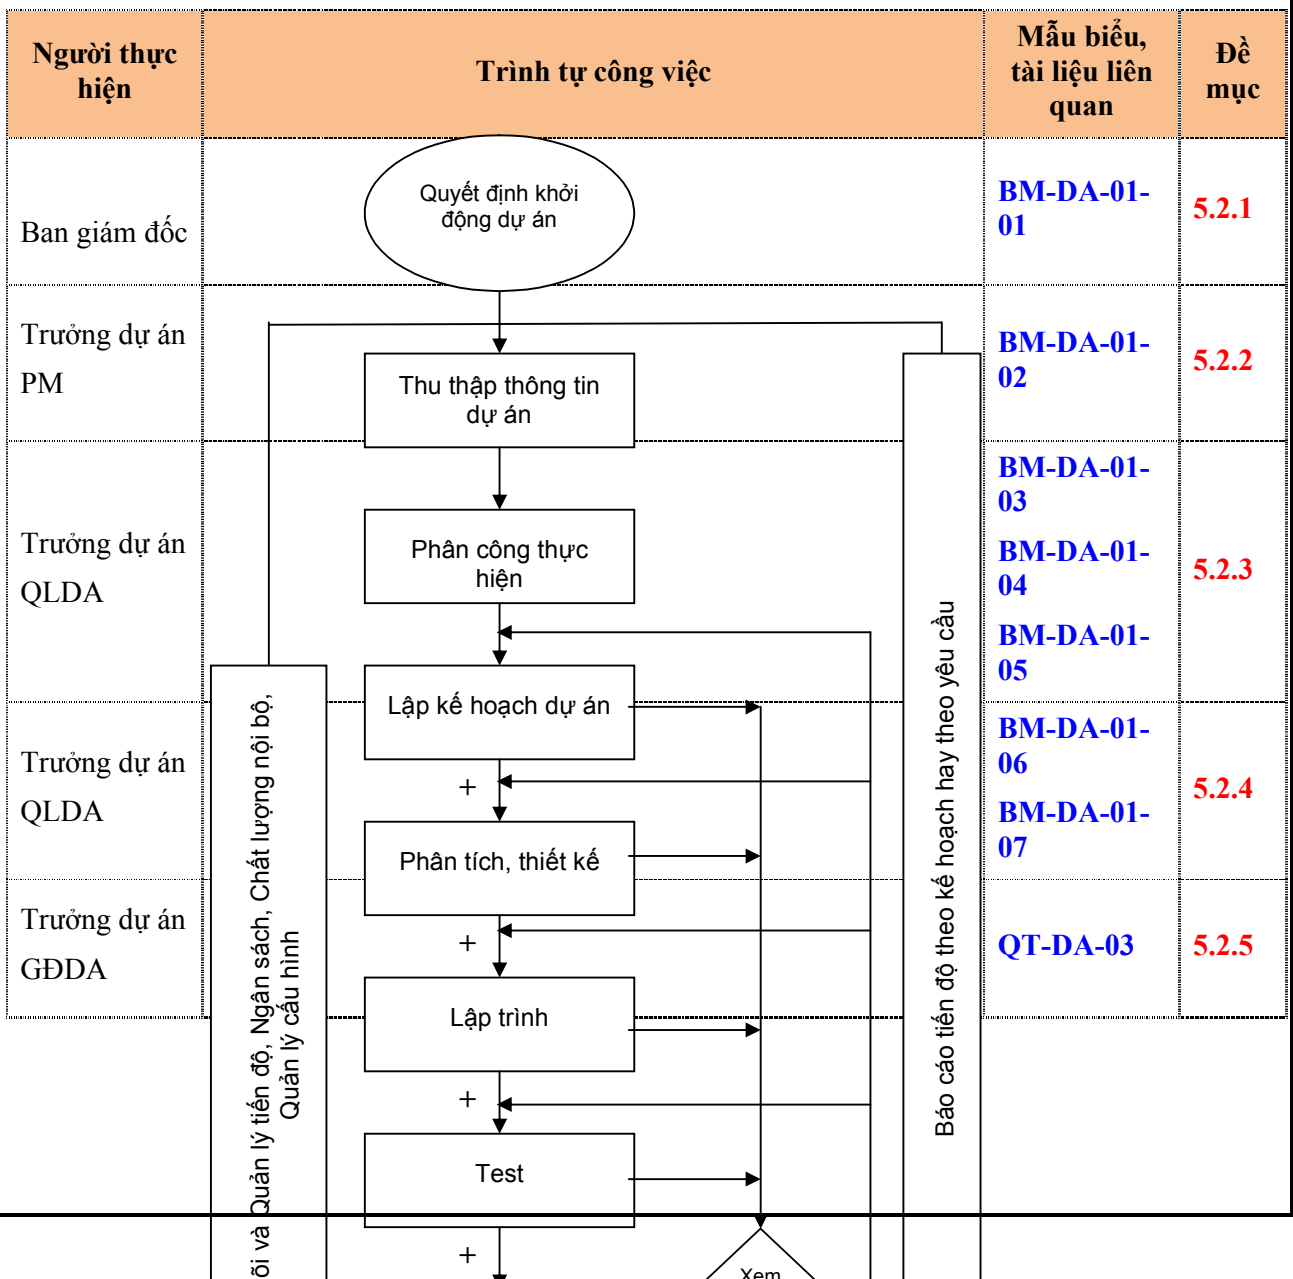 Người thực
hiện
Trình tự công việc
Mẫu biểu,
tài liệu liên
quan
Đề
mục
Ban giám đốc
Quyết định khởi
động dự án
BM-DA-01-
01
5.2.1
Trưởng dự án
PM
Thu thập thông tin
dự án
BM-DA-01-
02
5.2.2
Trưởng dự án
QLDA
Phân công thực
hiện
BM-DA-01-
03
BM-DA-01-
04
BM-DA-01-
05
5.2.3
Lập kế hoạch dự án
Trưởng dự án
QLDA
+
Phân tích, thiết kế
BM-DA-01-
06
BM-DA-01-
07
5.2.4
Trưởng dự án
GĐDA
+
QT-DA-03
5.2.5
Lập trình
+
Test
+
Xem
õi và Quản lý tiến độ, Ngân sách, Chất lượng nội bộ,
Quản lý cấu hình
Báo cáo tiến độ theo kế hoạch hay theo yêu cầu